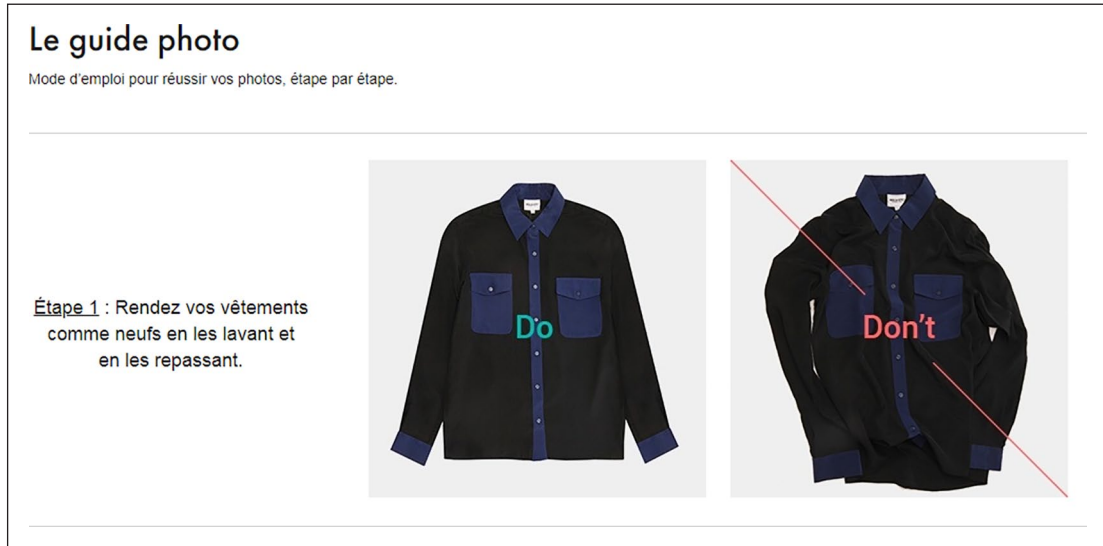 Le guide photo
Mode d'emploi pour réussir vos photos, étape par étape.
Étape 1 : Rendez vos vêtements
comme neufs en les lavant et
en les repassant.
Do
Don't